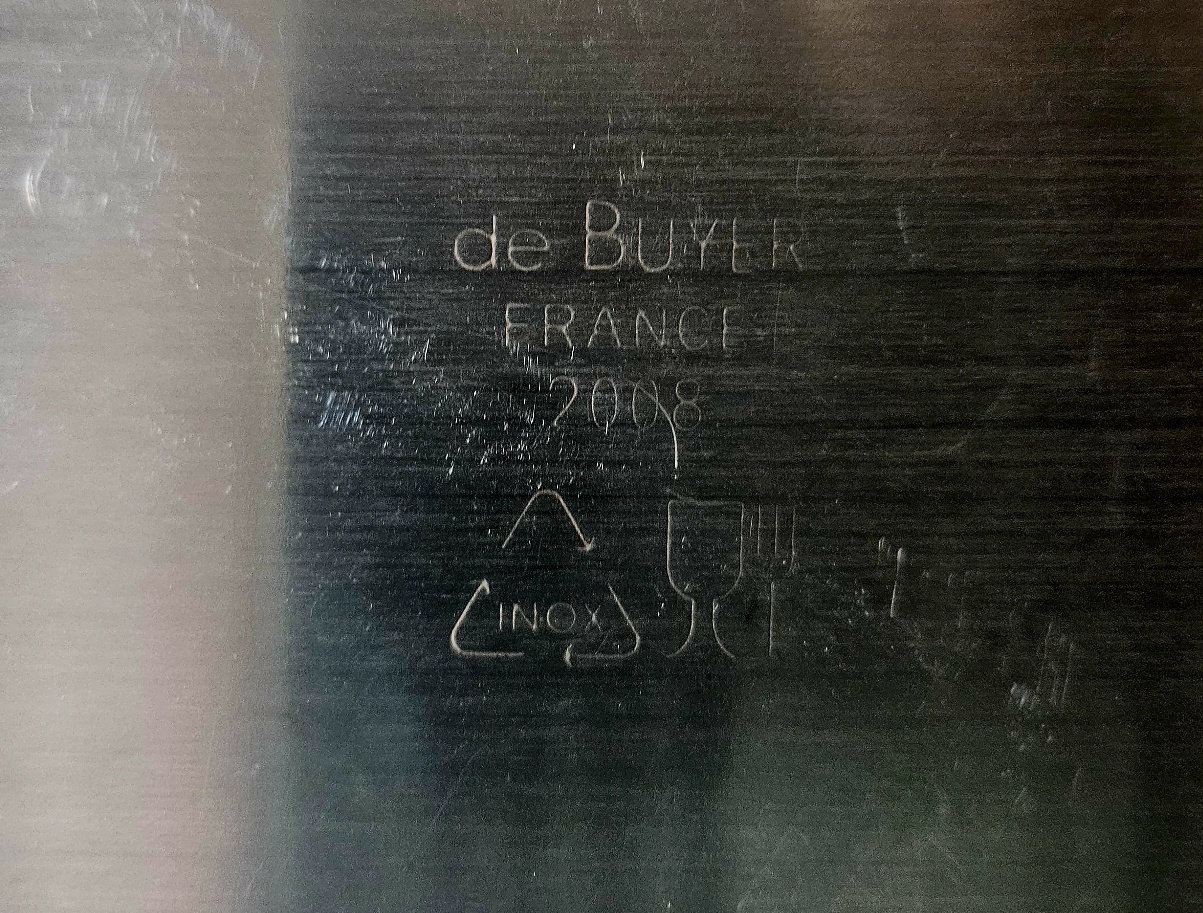 de BUYER
FRANCE
2008
INOX